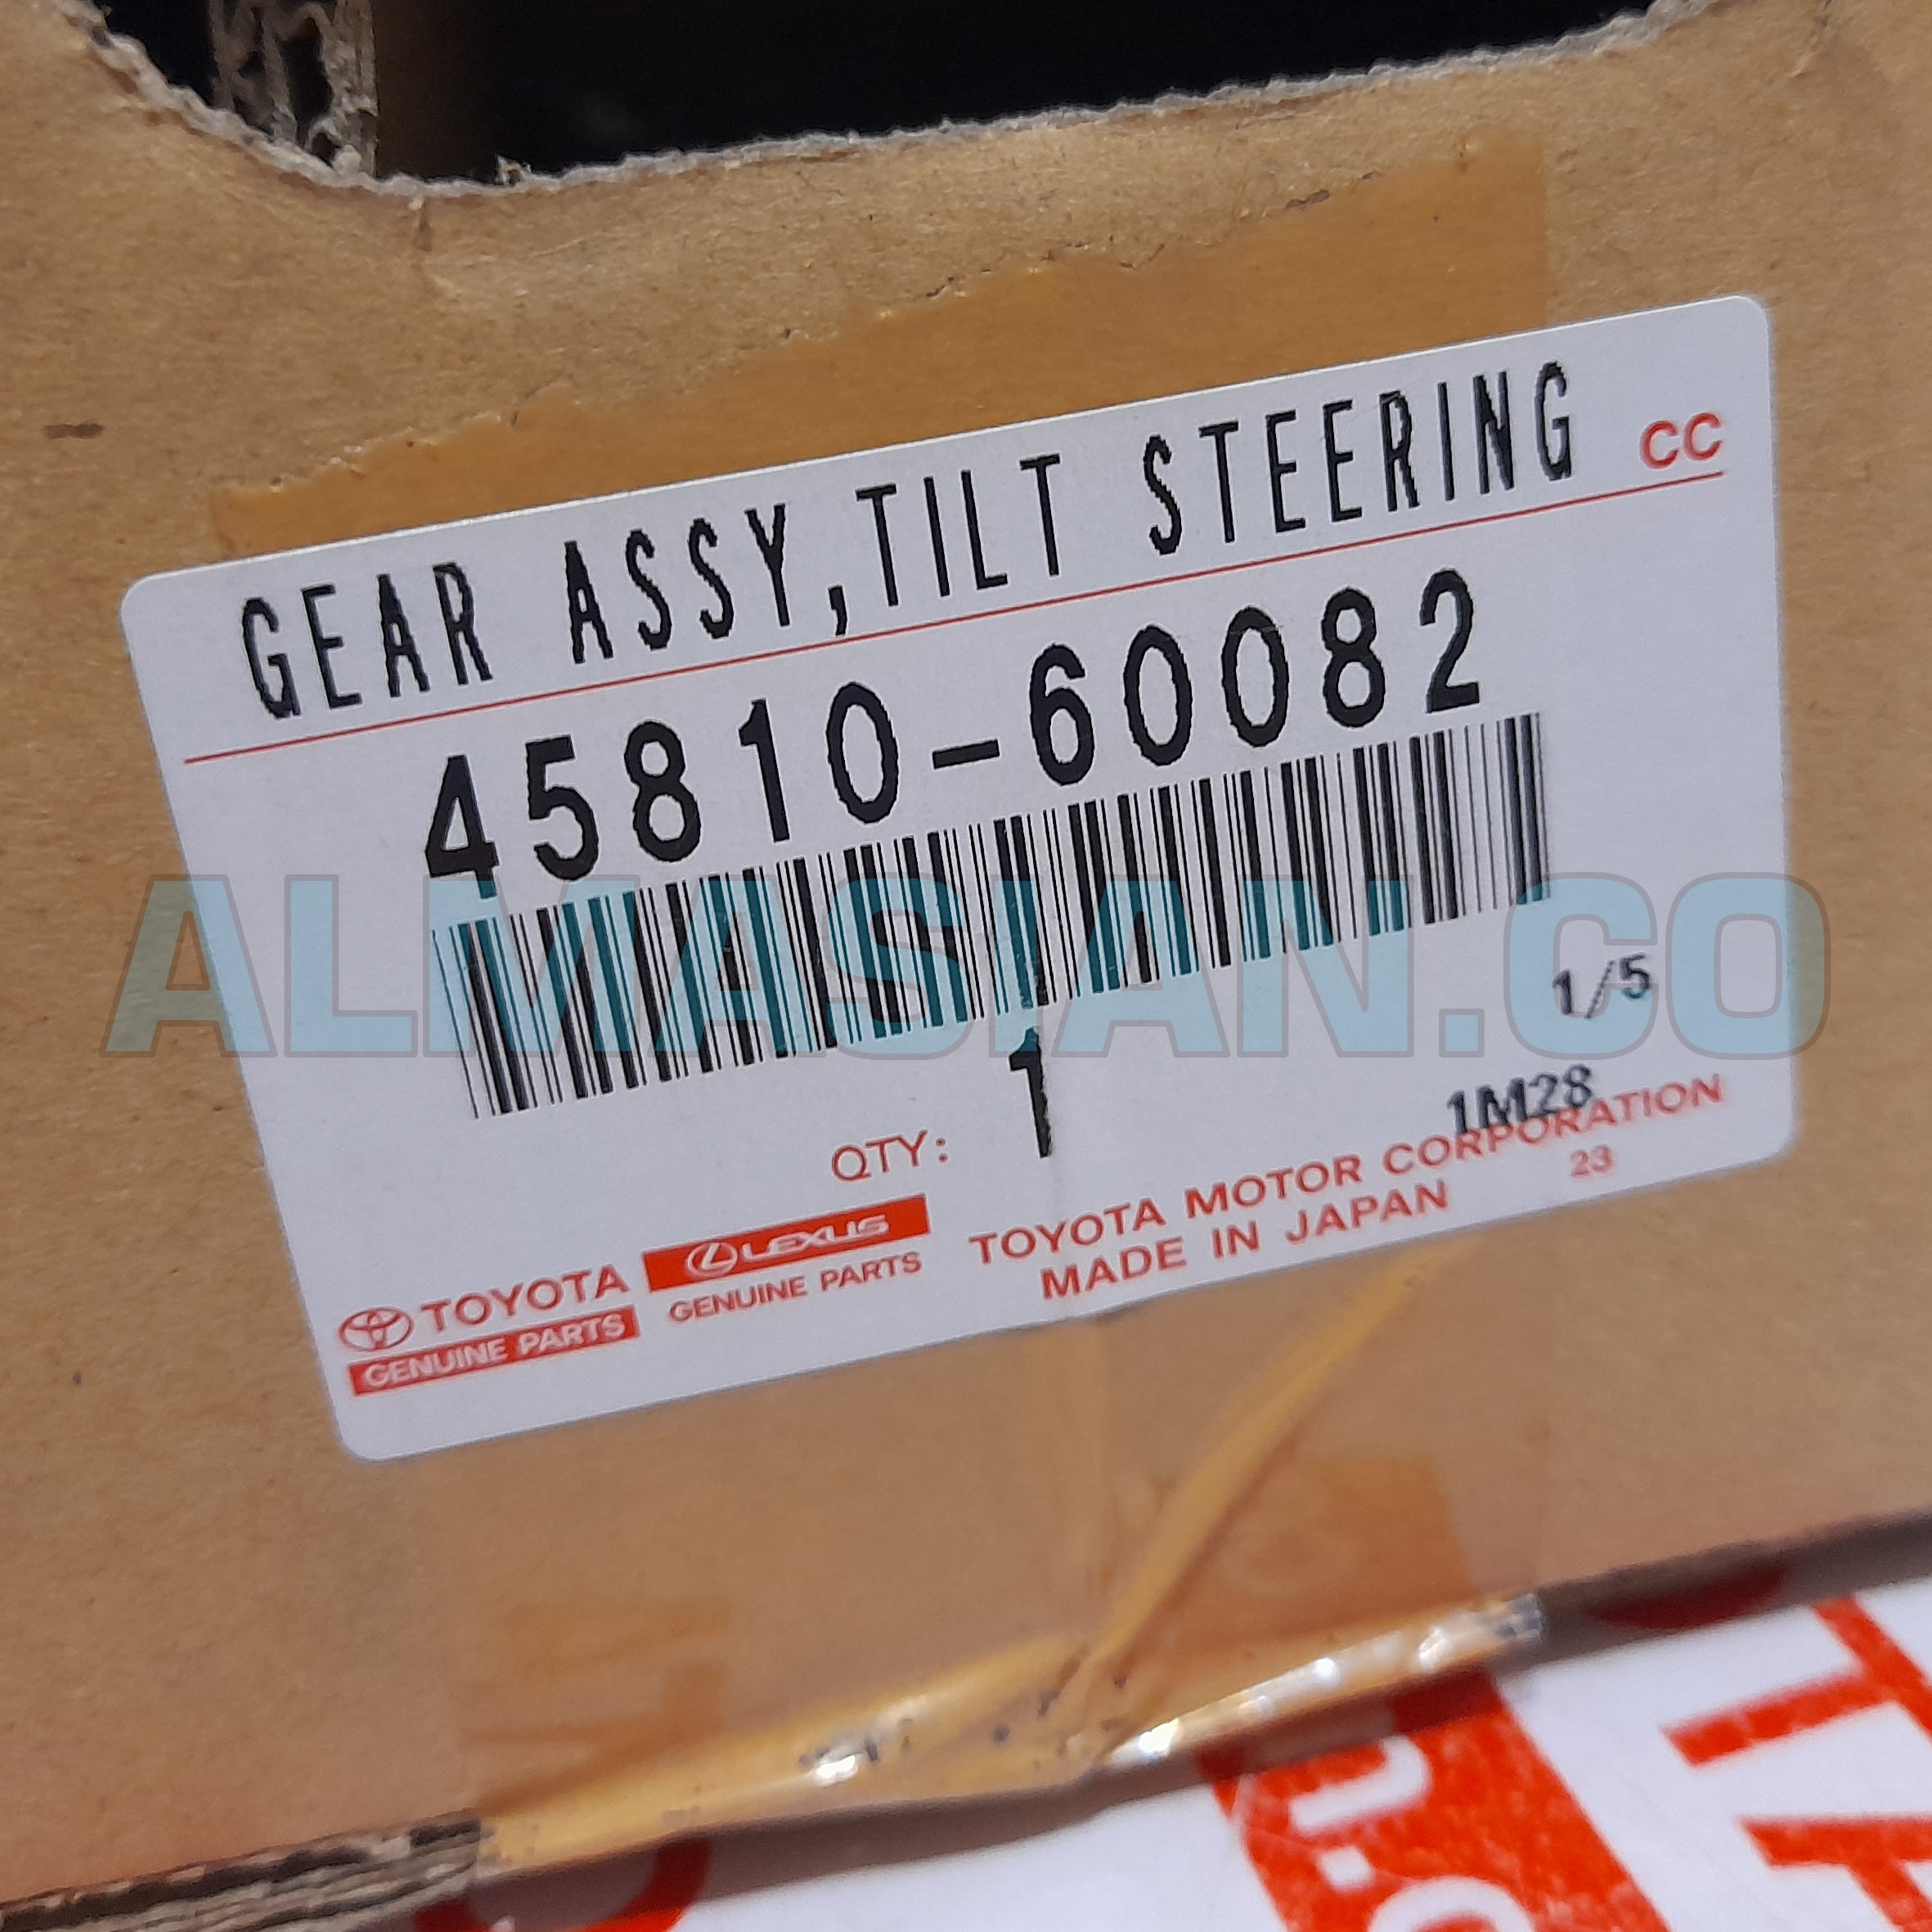 GEAR ASSY,TILT STEERING CC
45810-60082
ALMASIAN.CO
1/5
QTY: 1
1M28
TOYOTA MOTOR CORPORATION
23
MADE IN JAPAN
LEXUS
GENUINE PARTS
TOYOTA
GENUINE PARTS